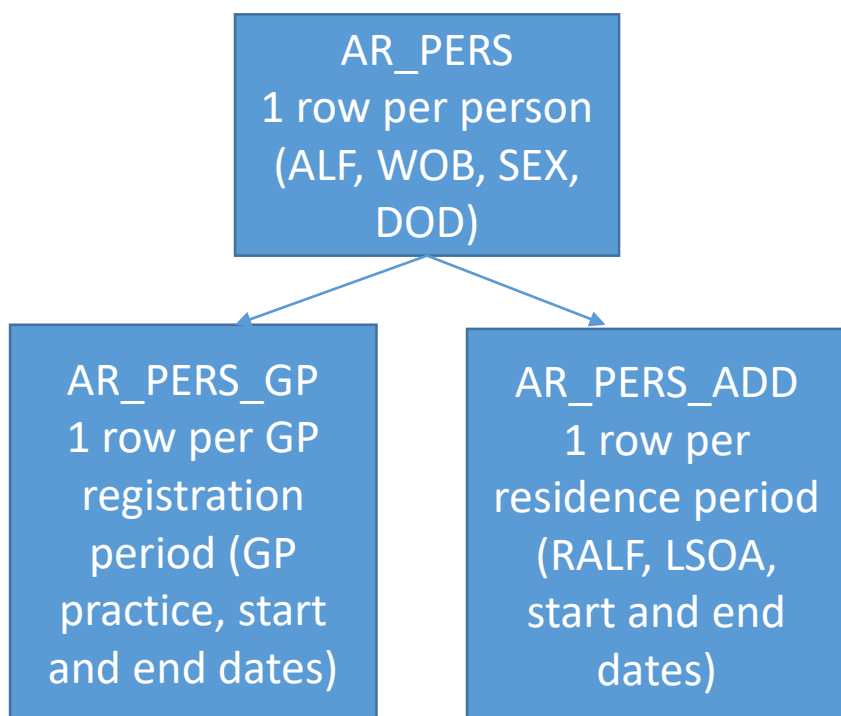 AR_PERS
1 row per person
(ALF, WOB, SEX,
DOD)
AR_PERS_GP
1 row per GP
registration
period (GP
practice, start
and end dates)
AR_PERS_ADD
1 row per
residence period
(RALF, LSOA,
start and end
dates)